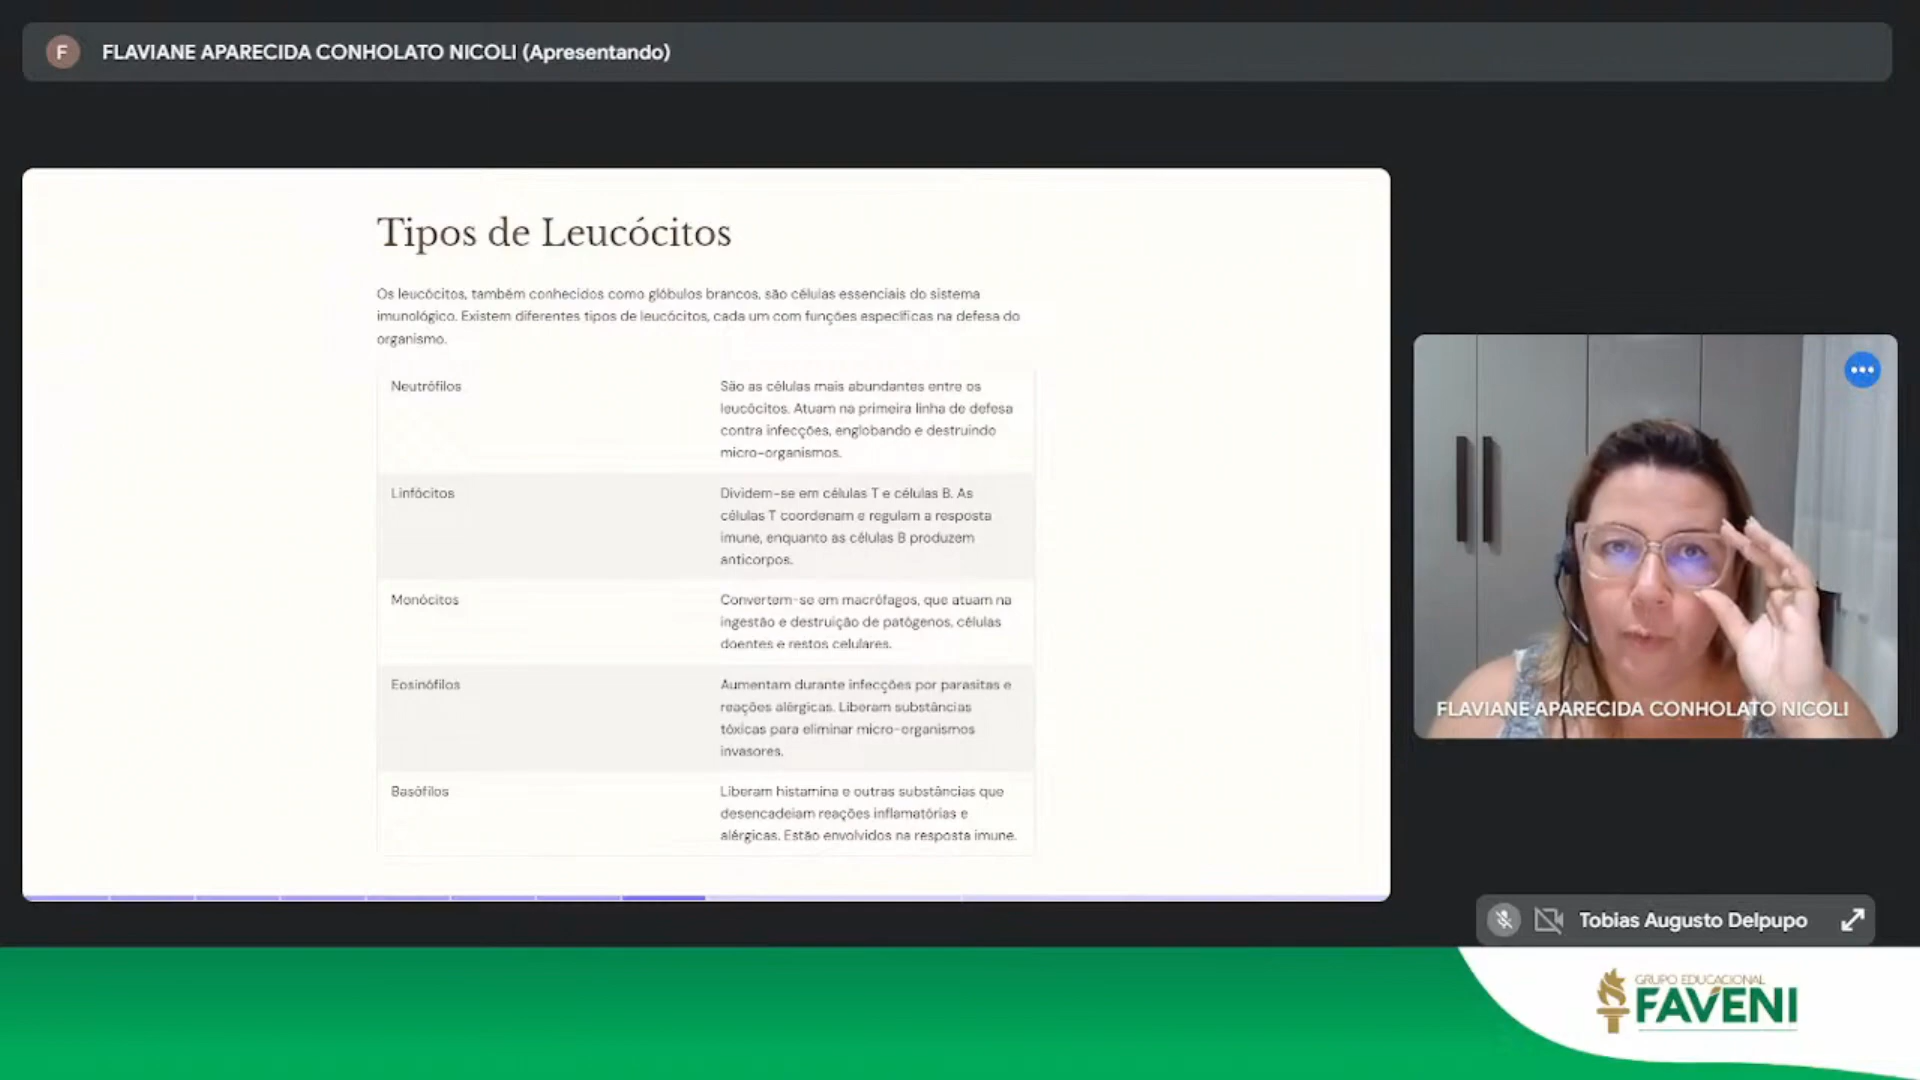 F
FLAVIANE APARECIDA CONHOLATO NICOLI (Apresentando)
Tipos de Leucócitos
Os leucócitos, também conhecidos como glóbulos brancos, são células essenciais do sistema
imunológico. Existem diferentes tipos de leucócitos, cada um com funções específicas na defesa do
organismo.
Neutrófilos
São as células mais abundantes entre os
leucócitos. Atuam na primeira linha de defesa
contra infecções, englobando e destruindo
micro-organismos.
Linfócitos
Dividem-se em células T e células B. As
células T coordenam e regulam a resposta
imune, enquanto as células B produzem
anticorpos.
Monócitos
Convertem-se em macrófagos, que atuam na
ingestão e destruição de patógenos, células
doentes e restos celulares.
Eosinófilos
Aumentam durante infecções por parasitas e
reações alérgicas. Liberam substâncias
tóxicas para eliminar micro-organismos
invasores.
Basófilos
Liberam histamina e outras substâncias que
desencadeiam reações inflamatórias e
alérgicas. Estão envolvidos na resposta imune.
FLAVIANE APARECIDA CONHOLATO NICOLI
Tobias Augusto Delpupo
GRUPO EDUCACIONAL
FAVENI